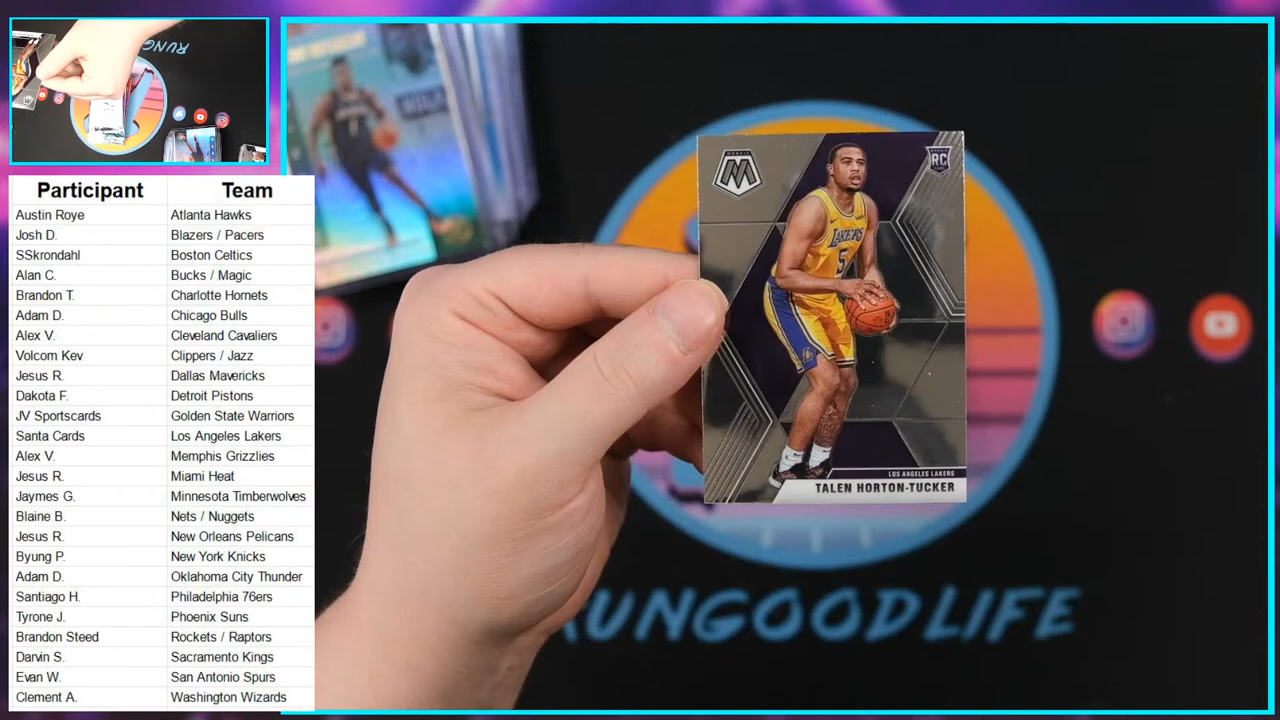 RUNGOOD
Participant Team
Austin Roye Atlanta Hawks
Josh D. Blazers / Pacers
SSkrondahl Boston Celtics
Alan C. Bucks / Magic
Brandon T. Charlotte Hornets
Adam D. Chicago Bulls
Alex V. Cleveland Cavaliers
Volcom Kev Clippers / Jazz
Jesus R. Dallas Mavericks
Dakota F. Detroit Pistons
JV Sportscards Golden State Warriors
Santa Cards Los Angeles Lakers
Alex V. Memphis Grizzlies
Jesus R. Miami Heat
Jaymes G. Minnesota Timberwolves
Blaine B. Nets / Nuggets
Jesus R. New Orleans Pelicans
Byung P. New York Knicks
Adam D. Oklahoma City Thunder
Santiago H. Philadelphia 76ers
Tyrone J. Phoenix Suns
Brandon Steed Rockets / Raptors
Darvin S. Sacramento Kings
Evan W. San Antonio Spurs
Clement A. Washington Wizards
MOSAIC
M
RC
LAKERS
5
LOS ANGELES LAKERS
TALEN HORTON-TUCKER
RUNGOODLIFE